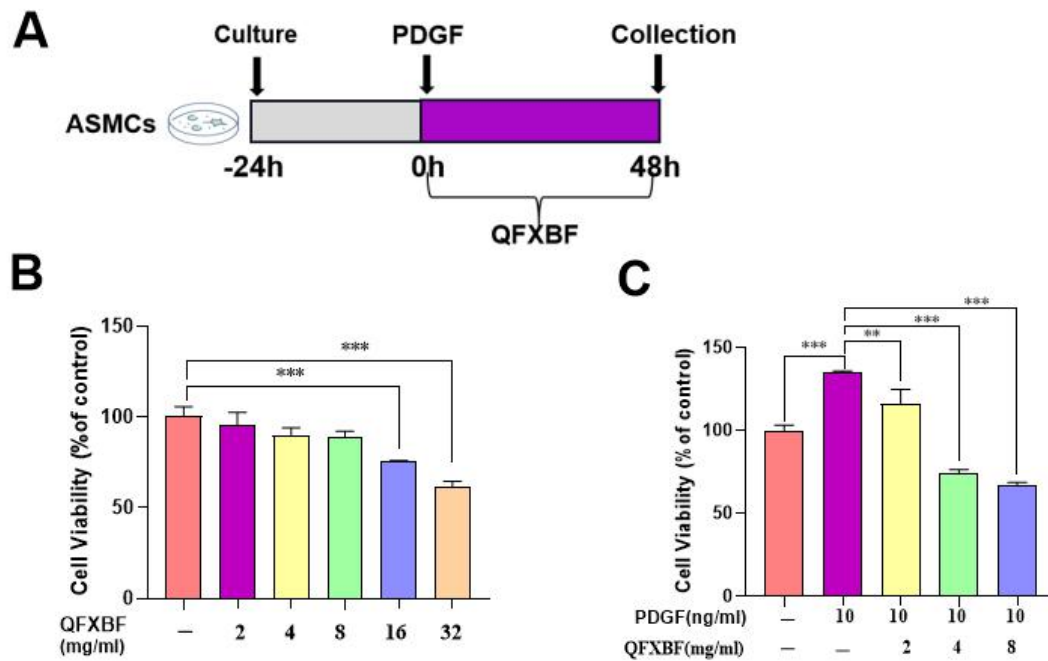 A
Culture PDGF Collection
ASMCs
-24h 0h 48h
QFXBF
B
Cell Viability (%of control)
150
100
50
0
*** 
***
QFXBF
(mg/ml)
— 2 4 8 16 32
C
Cell Viability (% of control)
150
100
50
0
***
***
*** **
PDGF(ng/ml) — 10 10 10 10
QFXBF(mg/ml) — — 2 4 8